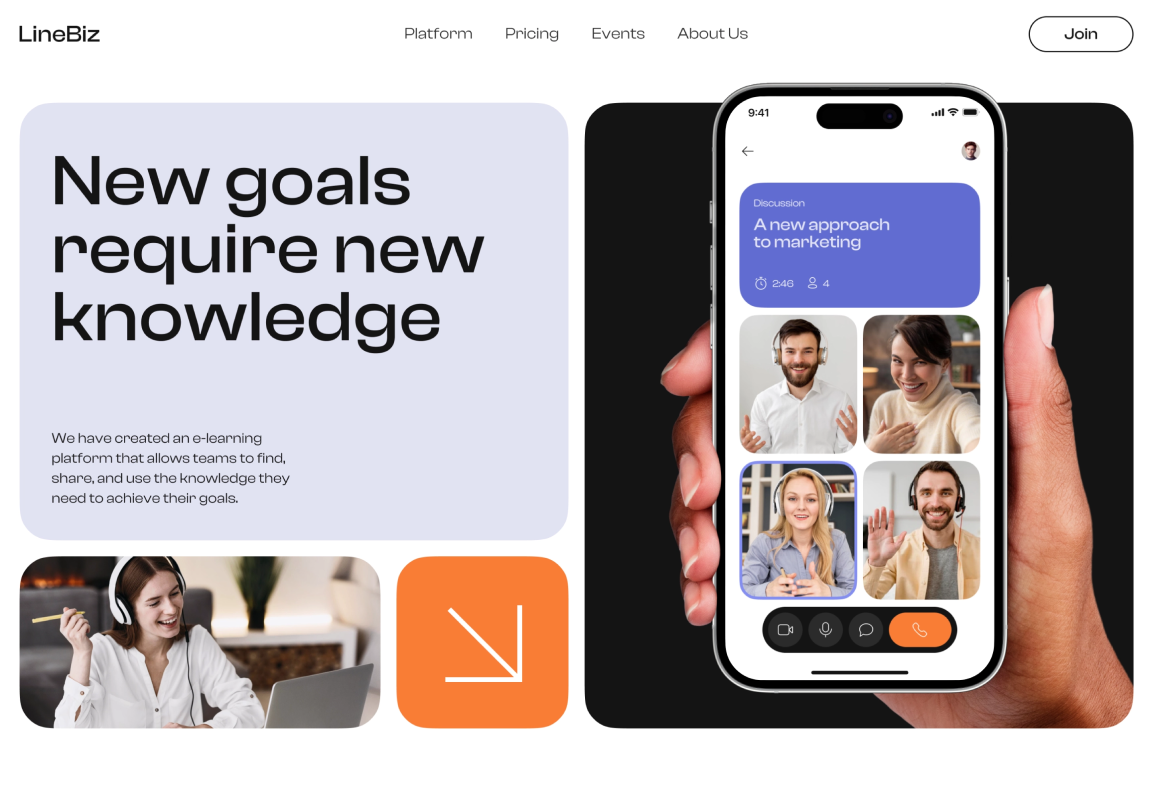 LineBiz
Platform
Pricing
Events
About Us
Join
New goals
require new
knowledge
We have created an e-learning
platform that allows teams to find,
share, and use the knowledge they
need to achieve their goals.
9:41
Discussion
A new approach
to marketing
2:46
4